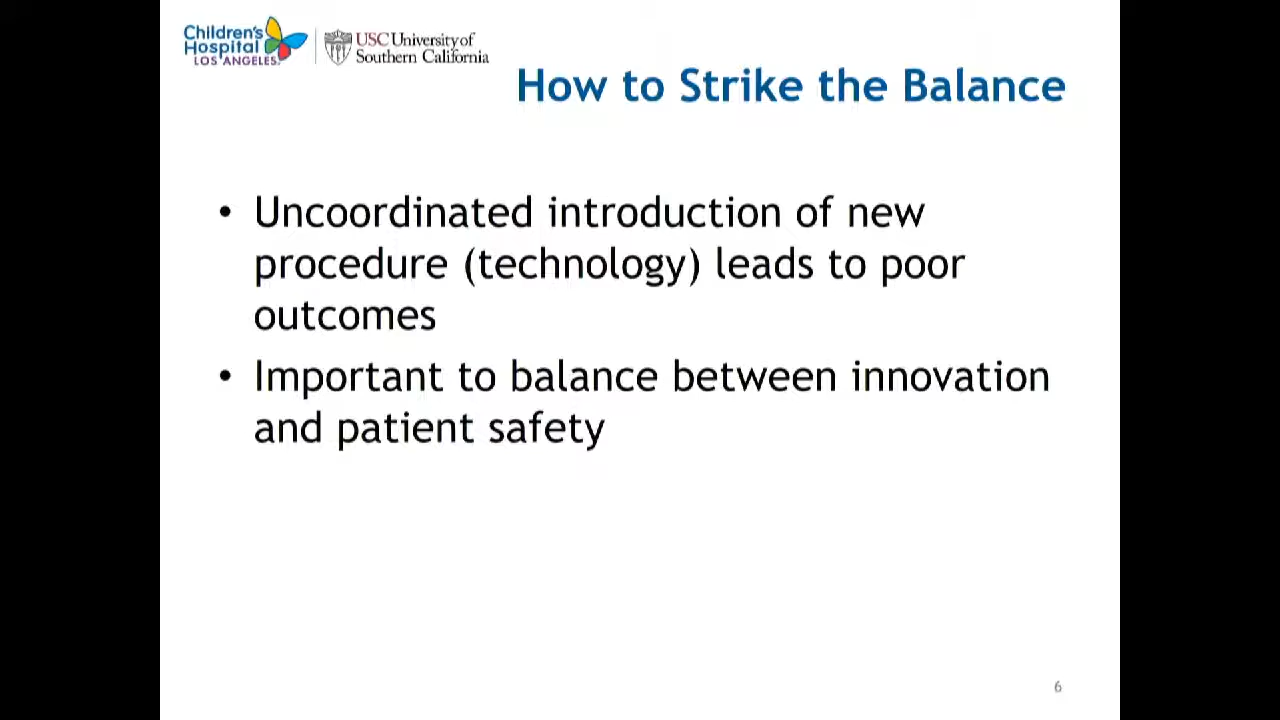 Children's
Hospital
LOS ANGELES
USC University of
Southern California
How to Strike the Balance
• Uncoordinated introduction of new
procedure (technology) leads to poor
outcomes
• Important to balance between innovation
and patient safety
6